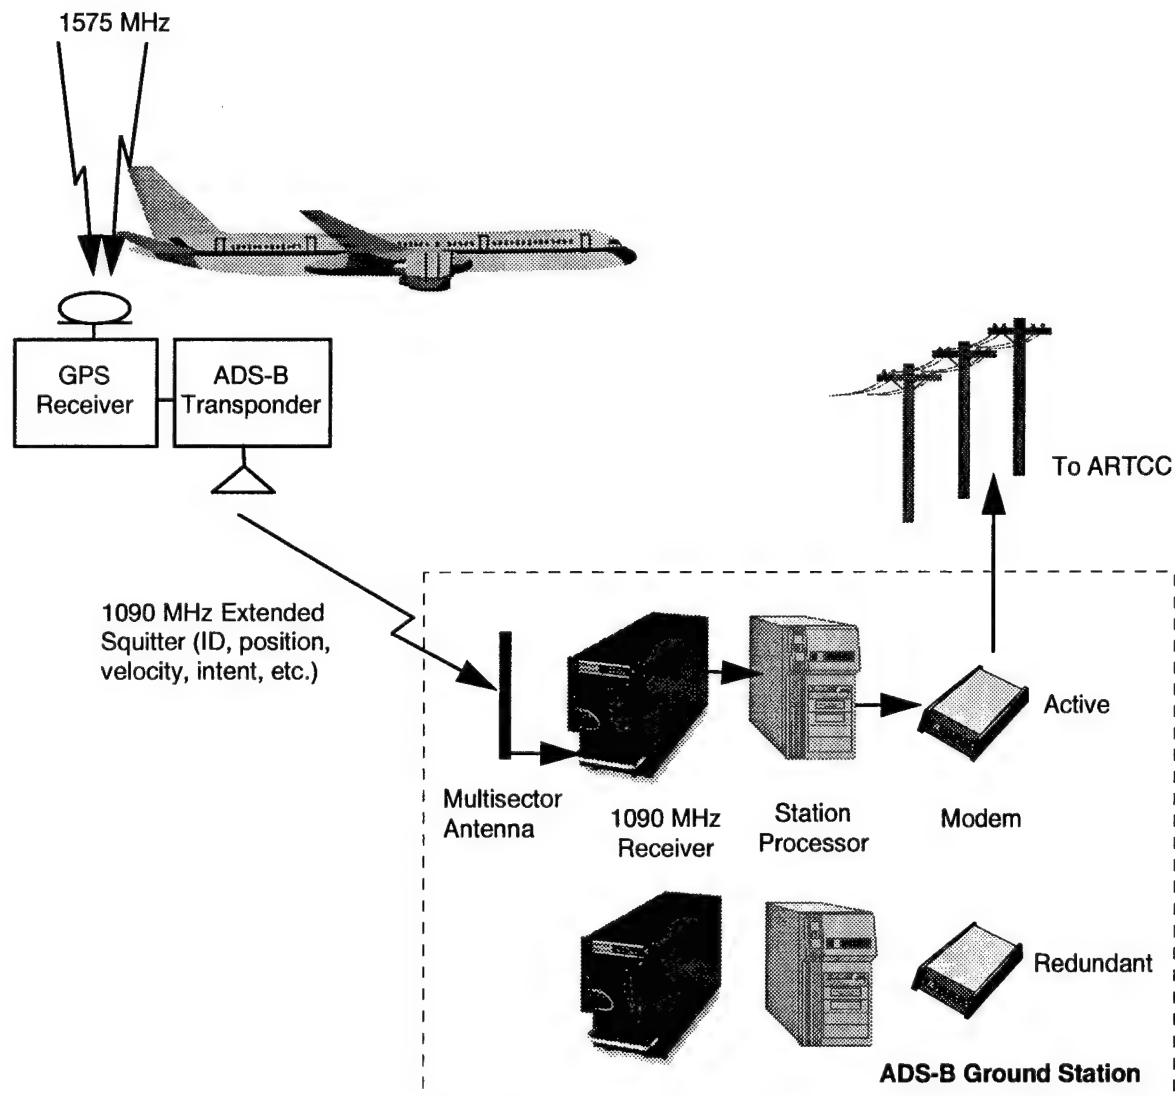 1575 MHz
GPS
Receiver
ADS-B
Transponder
To ARTCC
1090 MHz Extended
Squitter (ID, position,
velocity, intent, etc.)
Active
Multisector
Antenna
1090 MHz
Receiver
Station
Processor
Modem
Redundant
ADS-B Ground Station